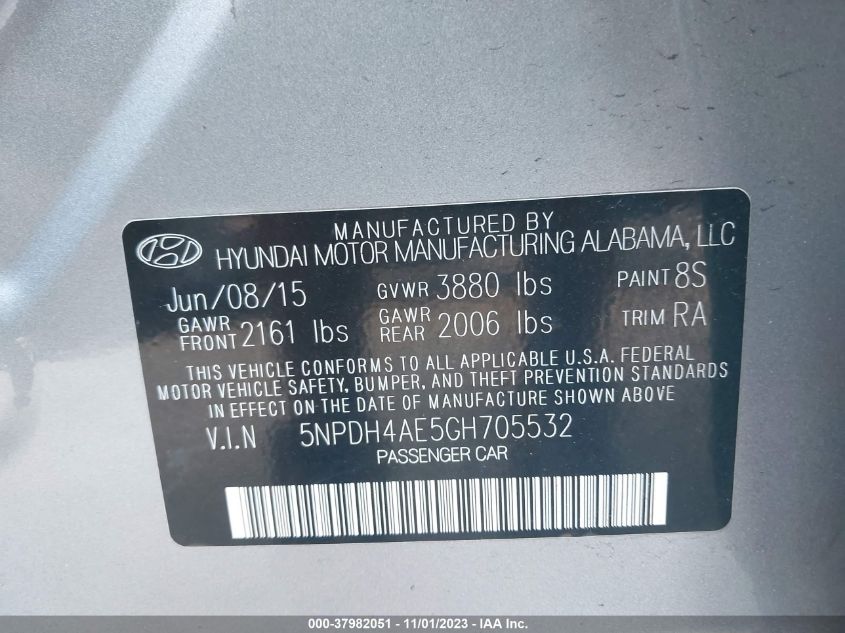 MANUFACTURED BY
HYUNDAI MOTOR MANUFACTURING ALABAMA, LLC
Jun/08/15 GVWR 3880 lbs PAINT 8S
GAWR FRONT 2161 lbs GAWR REAR 2006 lbs TRIM RA
THIS VEHICLE CONFORMS TO ALL APPLICABLE U.S.A. FEDERAL
MOTOR VEHICLE SAFETY, BUMPER, AND THEFT PREVENTION STANDARDS
IN EFFECT ON THE DATE OF MANUFACTURE SHOWN ABOVE
V.I.N 5NPDH4AE5GH705532
PASSENGER CAR
000-37982051 - 11/01/2023 - IAA Inc.